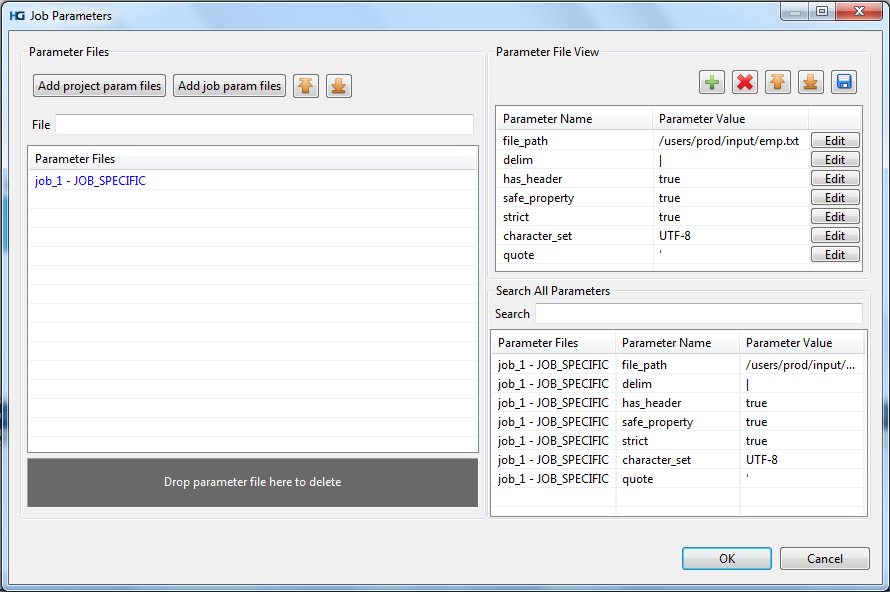 HG Job Parameters
Parameter Files
Add project param files Add job param files
File
Parameter Files
job_1 - JOB_SPECIFIC
Drop parameter file here to delete
Parameter File View
Parameter Name Parameter Value
file_path /users/prod/input/emp.txt Edit
delim | Edit
has_header true Edit
safe_property true Edit
strict true Edit
character_set UTF-8 Edit
quote ' Edit
Search All Parameters
Search
Parameter Files Parameter Name Parameter Value
job_1 - JOB_SPECIFIC file_path /users/prod/input/...
job_1 - JOB_SPECIFIC delim |
job_1 - JOB_SPECIFIC has_header true
job_1 - JOB_SPECIFIC safe_property true
job_1 - JOB_SPECIFIC strict true
job_1 - JOB_SPECIFIC character_set UTF-8
job_1 - JOB_SPECIFIC quote '
OK Cancel